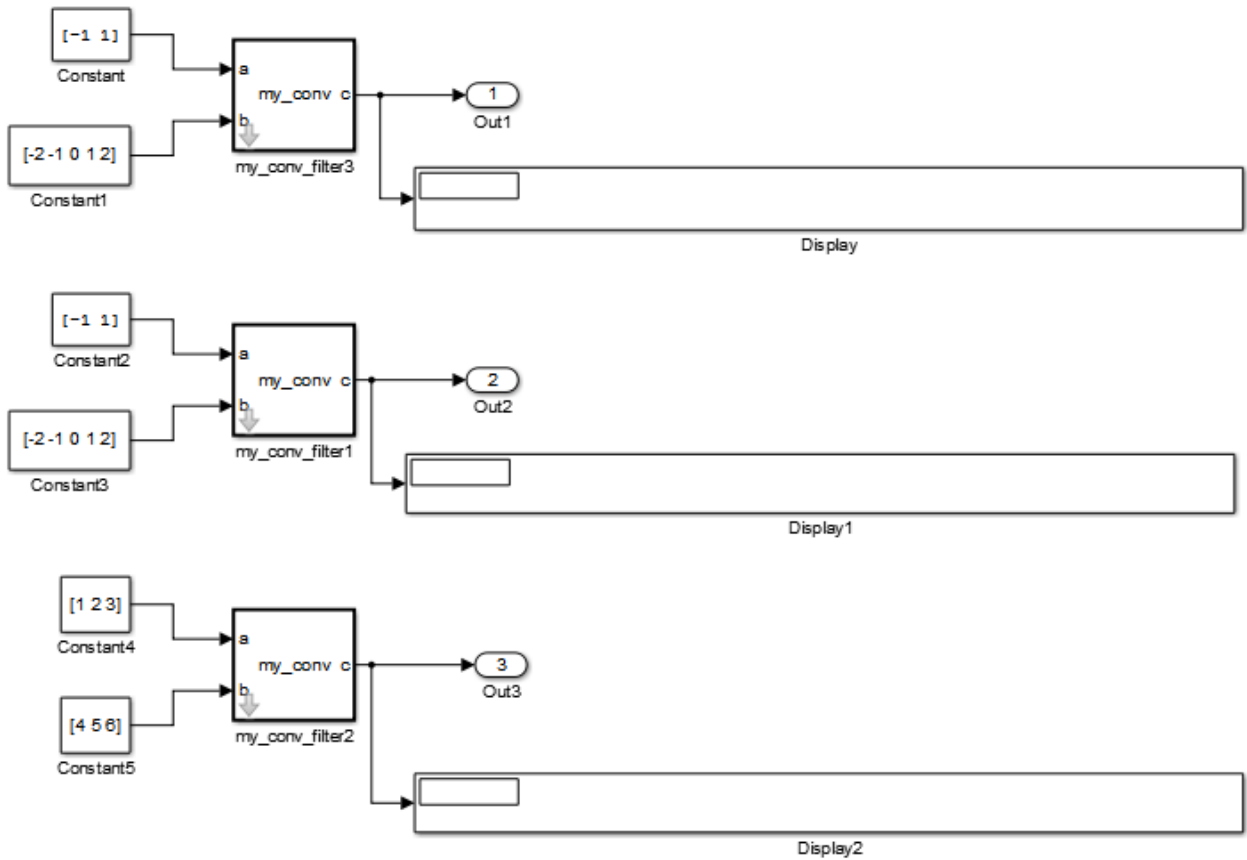 [-1 1]
Constant
a
my_conv c
b
my_conv_filter3
1
Out1
[-2 -1 0 1 2]
Constant1
Display
[-1 1]
Constant2
a
my_conv c
b
my_conv_filter1
2
Out2
[-2 -1 0 1 2]
Constant3
Display1
[1 2 3]
Constant4
a
my_conv c
b
my_conv_filter2
3
Out3
[4 5 6]
Constant5
Display2